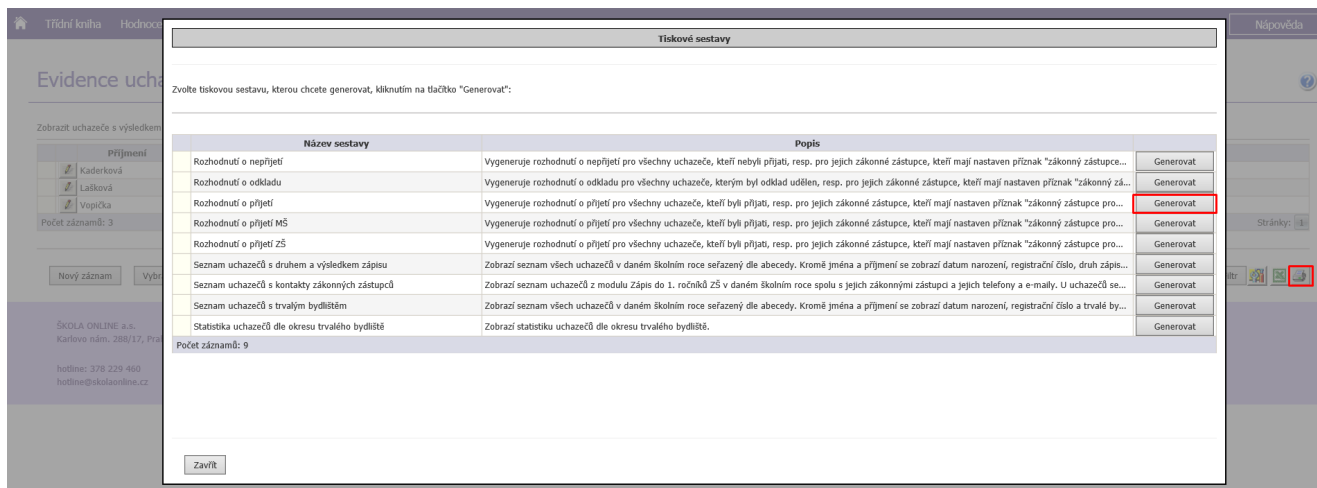 Třídní kniha Hodnoce Nápověda
Tiskové sestavy
Evidence ucha
Zvolte tiskovou sestavu, kterou chcete generovat, kliknutím na tlačítko "Generovat":
Zobrazit uchazeče s výsledkem
Název sestavy Popis
Příjmení
Rozhodnutí o nepřijetí Vygeneruje rozhodnutí o nepřijetí pro všechny uchazeče, kteří nebyli přijati, resp. pro jejich zákonné zástupce, kteří mají nastaven příznak "zákonný zástupce... Generovat
Kaderková
Rozhodnutí o odkladu Vygeneruje rozhodnutí o odkladu pro všechny uchazeče, kterým byl odklad udělen, resp. pro jejich zákonné zástupce, kteří mají nastaven příznak "zákonný zá... Generovat
Lašková
Rozhodnutí o přijetí Vygeneruje rozhodnutí o přijetí pro všechny uchazeče, kteří byli přijati, resp. pro jejich zákonné zástupce, kteří mají nastaven příznak "zákonný zástupce pro... Generovat
Vopička
Rozhodnutí o přijetí MŠ Vygeneruje rozhodnutí o přijetí pro všechny uchazeče, kteří byli přijati, resp. pro jejich zákonné zástupce, kteří mají nastaven příznak "zákonný zástupce pro... Generovat
Počet záznamů: 3 Stránky: 1
Rozhodnutí o přijetí ZŠ Vygeneruje rozhodnutí o přijetí pro všechny uchazeče, kteří byli přijati, resp. pro jejich zákonné zástupce, kteří mají nastaven příznak "zákonný zástupce pro... Generovat
Seznam uchazečů s druhem a výsledkem zápisu Zobrazí seznam všech uchazečů v daném školním roce seřazený dle abecedy. Kromě jména a příjmení se zobrazí datum narození, registrační číslo, druh zápis... Generovat
Nový záznam Vybr iltr
Seznam uchazečů s kontakty zákonných zástupců Zobrazí seznam uchazečů z modulu Zápis do 1. ročníků ZŠ v daném školním roce spolu s jejich zákonnými zástupci a jejich telefony a e-maily. U uchazečů se... Generovat
Seznam uchazečů s trvalým bydlištěm Zobrazí seznam všech uchazečů v daném školním roce seřazený dle abecedy. Kromě jména a příjmení se zobrazí datum narození, registrační číslo a trvalé by... Generovat
Statistika uchazečů dle okresu trvalého bydliště Zobrazí statistiku uchazečů dle okresu trvalého bydliště. Generovat
ŠKOLA ONLINE a.s.
Karlovo nám. 288/17, Pra
Počet záznamů: 9
hotline: 378 229 460
hotline@skolaonline.cz
Zavřít